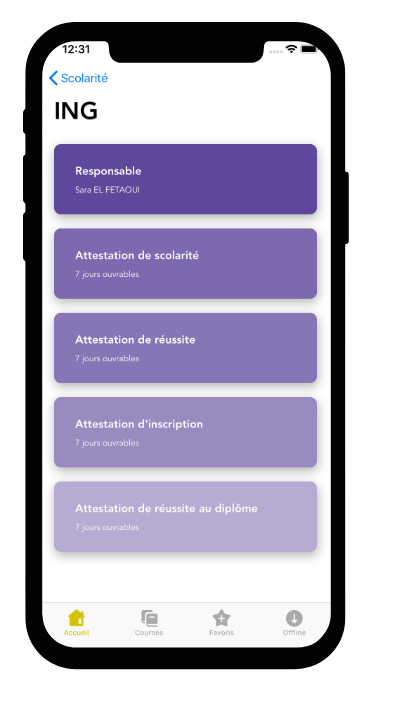 12:31
Scolarité
ING
Responsable
Sara EL FETAOUI
Attestation de scolarité
7 jours ouvrables
Attestation de réussite
7 jours ouvrables
Attestation d'inscription
7 jours ouvrables
Attestation de réussite au diplôme
7 jours ouvrables
Accueil Courses Favoris Offline